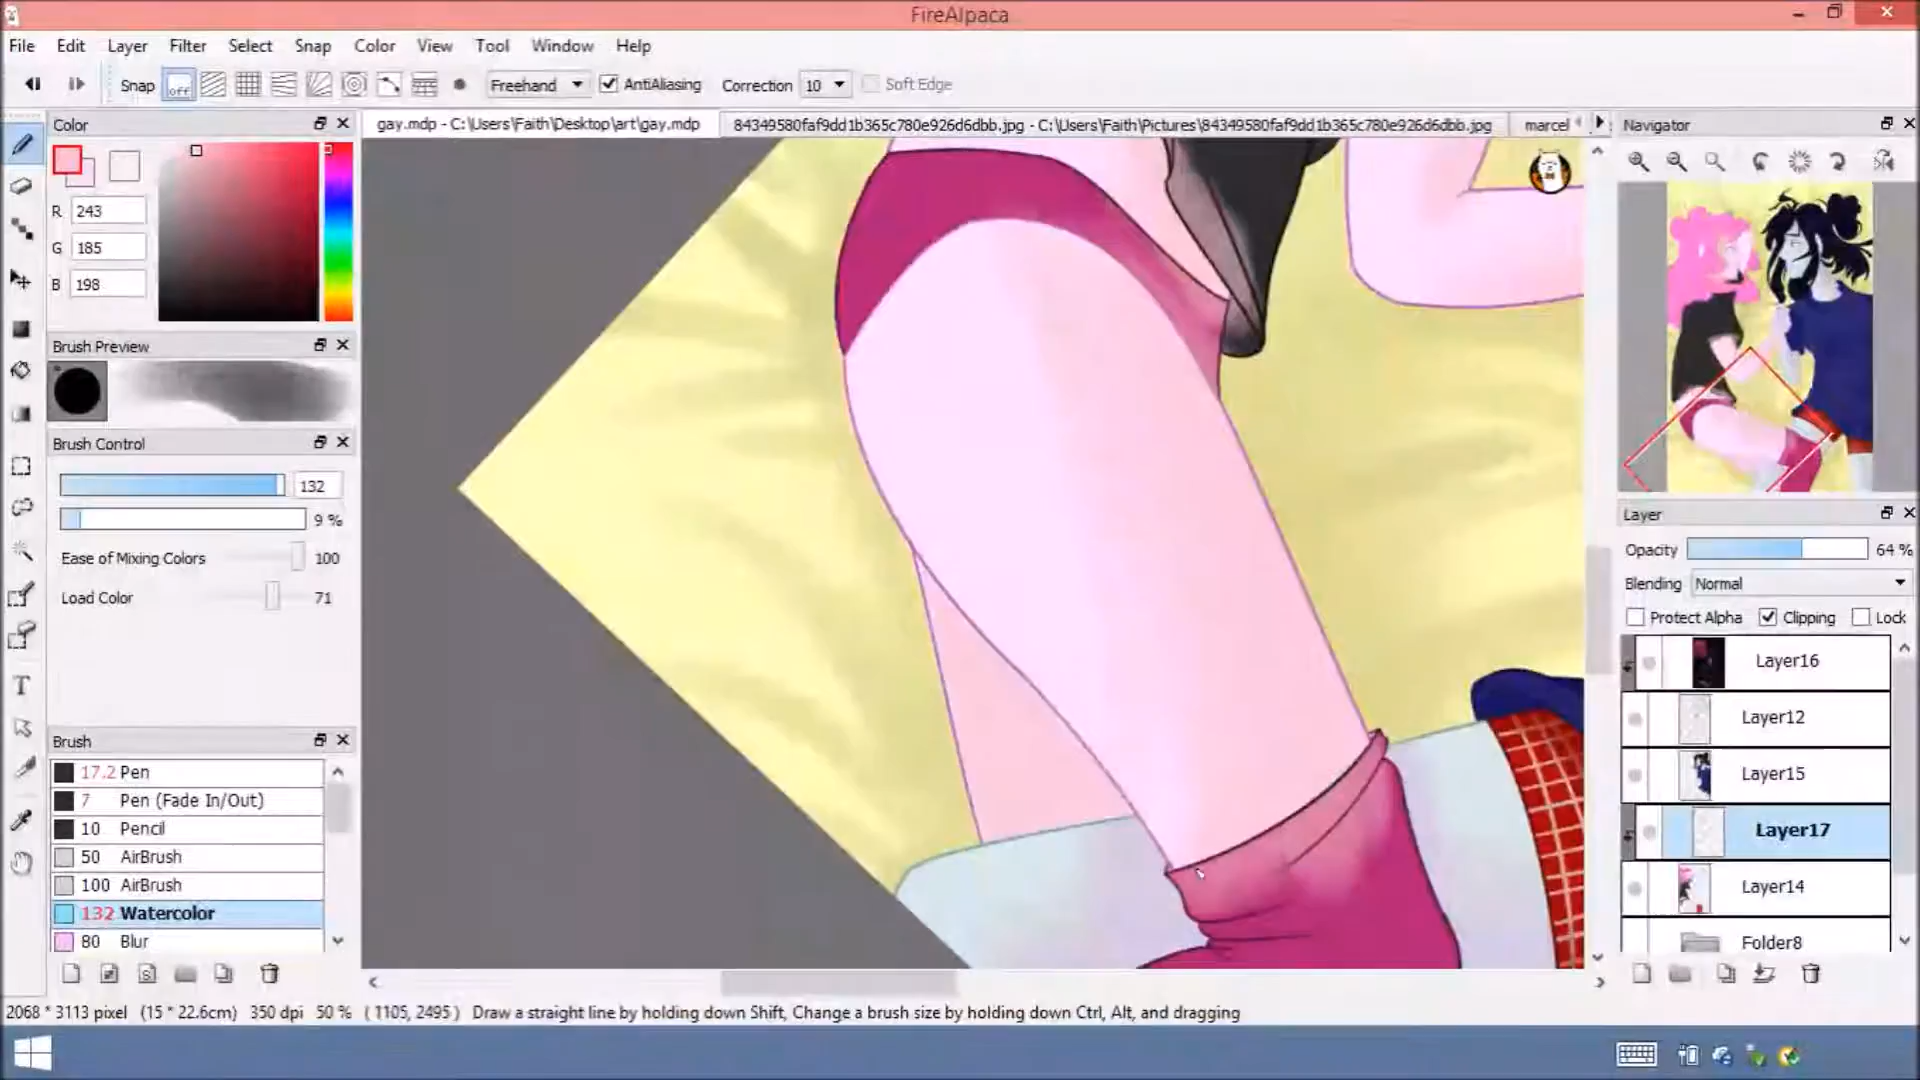 FireAlpaca
File Edit Layer Filter Select Snap Color View Tool Window Help
Snap off Freehand AntiAliasing Correction 10 Soft Edge
Color
gay.mdp - C:\Users\Faith\Desktop\art\gay.mdp
84349580faf9dd1b365c780e926d6dbb.jpg - C:\Users\Faith\Pictures\84349580faf9dd1b365c780e926d6dbb.jpg
marcel
Navigator
R 243
G 185
B 198
Brush Preview
Brush Control
132
9 %
Ease of Mixing Colors 100
Load Color 71
Brush
17.2 Pen
7 Pen (Fade In/Out)
10 Pencil
50 AirBrush
100 AirBrush
132 Watercolor
80 Blur
Layer
Opacity 64 %
Blending Normal
Protect Alpha Clipping Lock
Layer16
Layer12
Layer15
Layer17
Layer14
Folder8
2068 * 3113 pixel (15 * 22.6cm) 350 dpi 50 % ( 1105, 2495 ) Draw a straight line by holding down Shift, Change a brush size by holding down Ctrl, Alt, and dragging